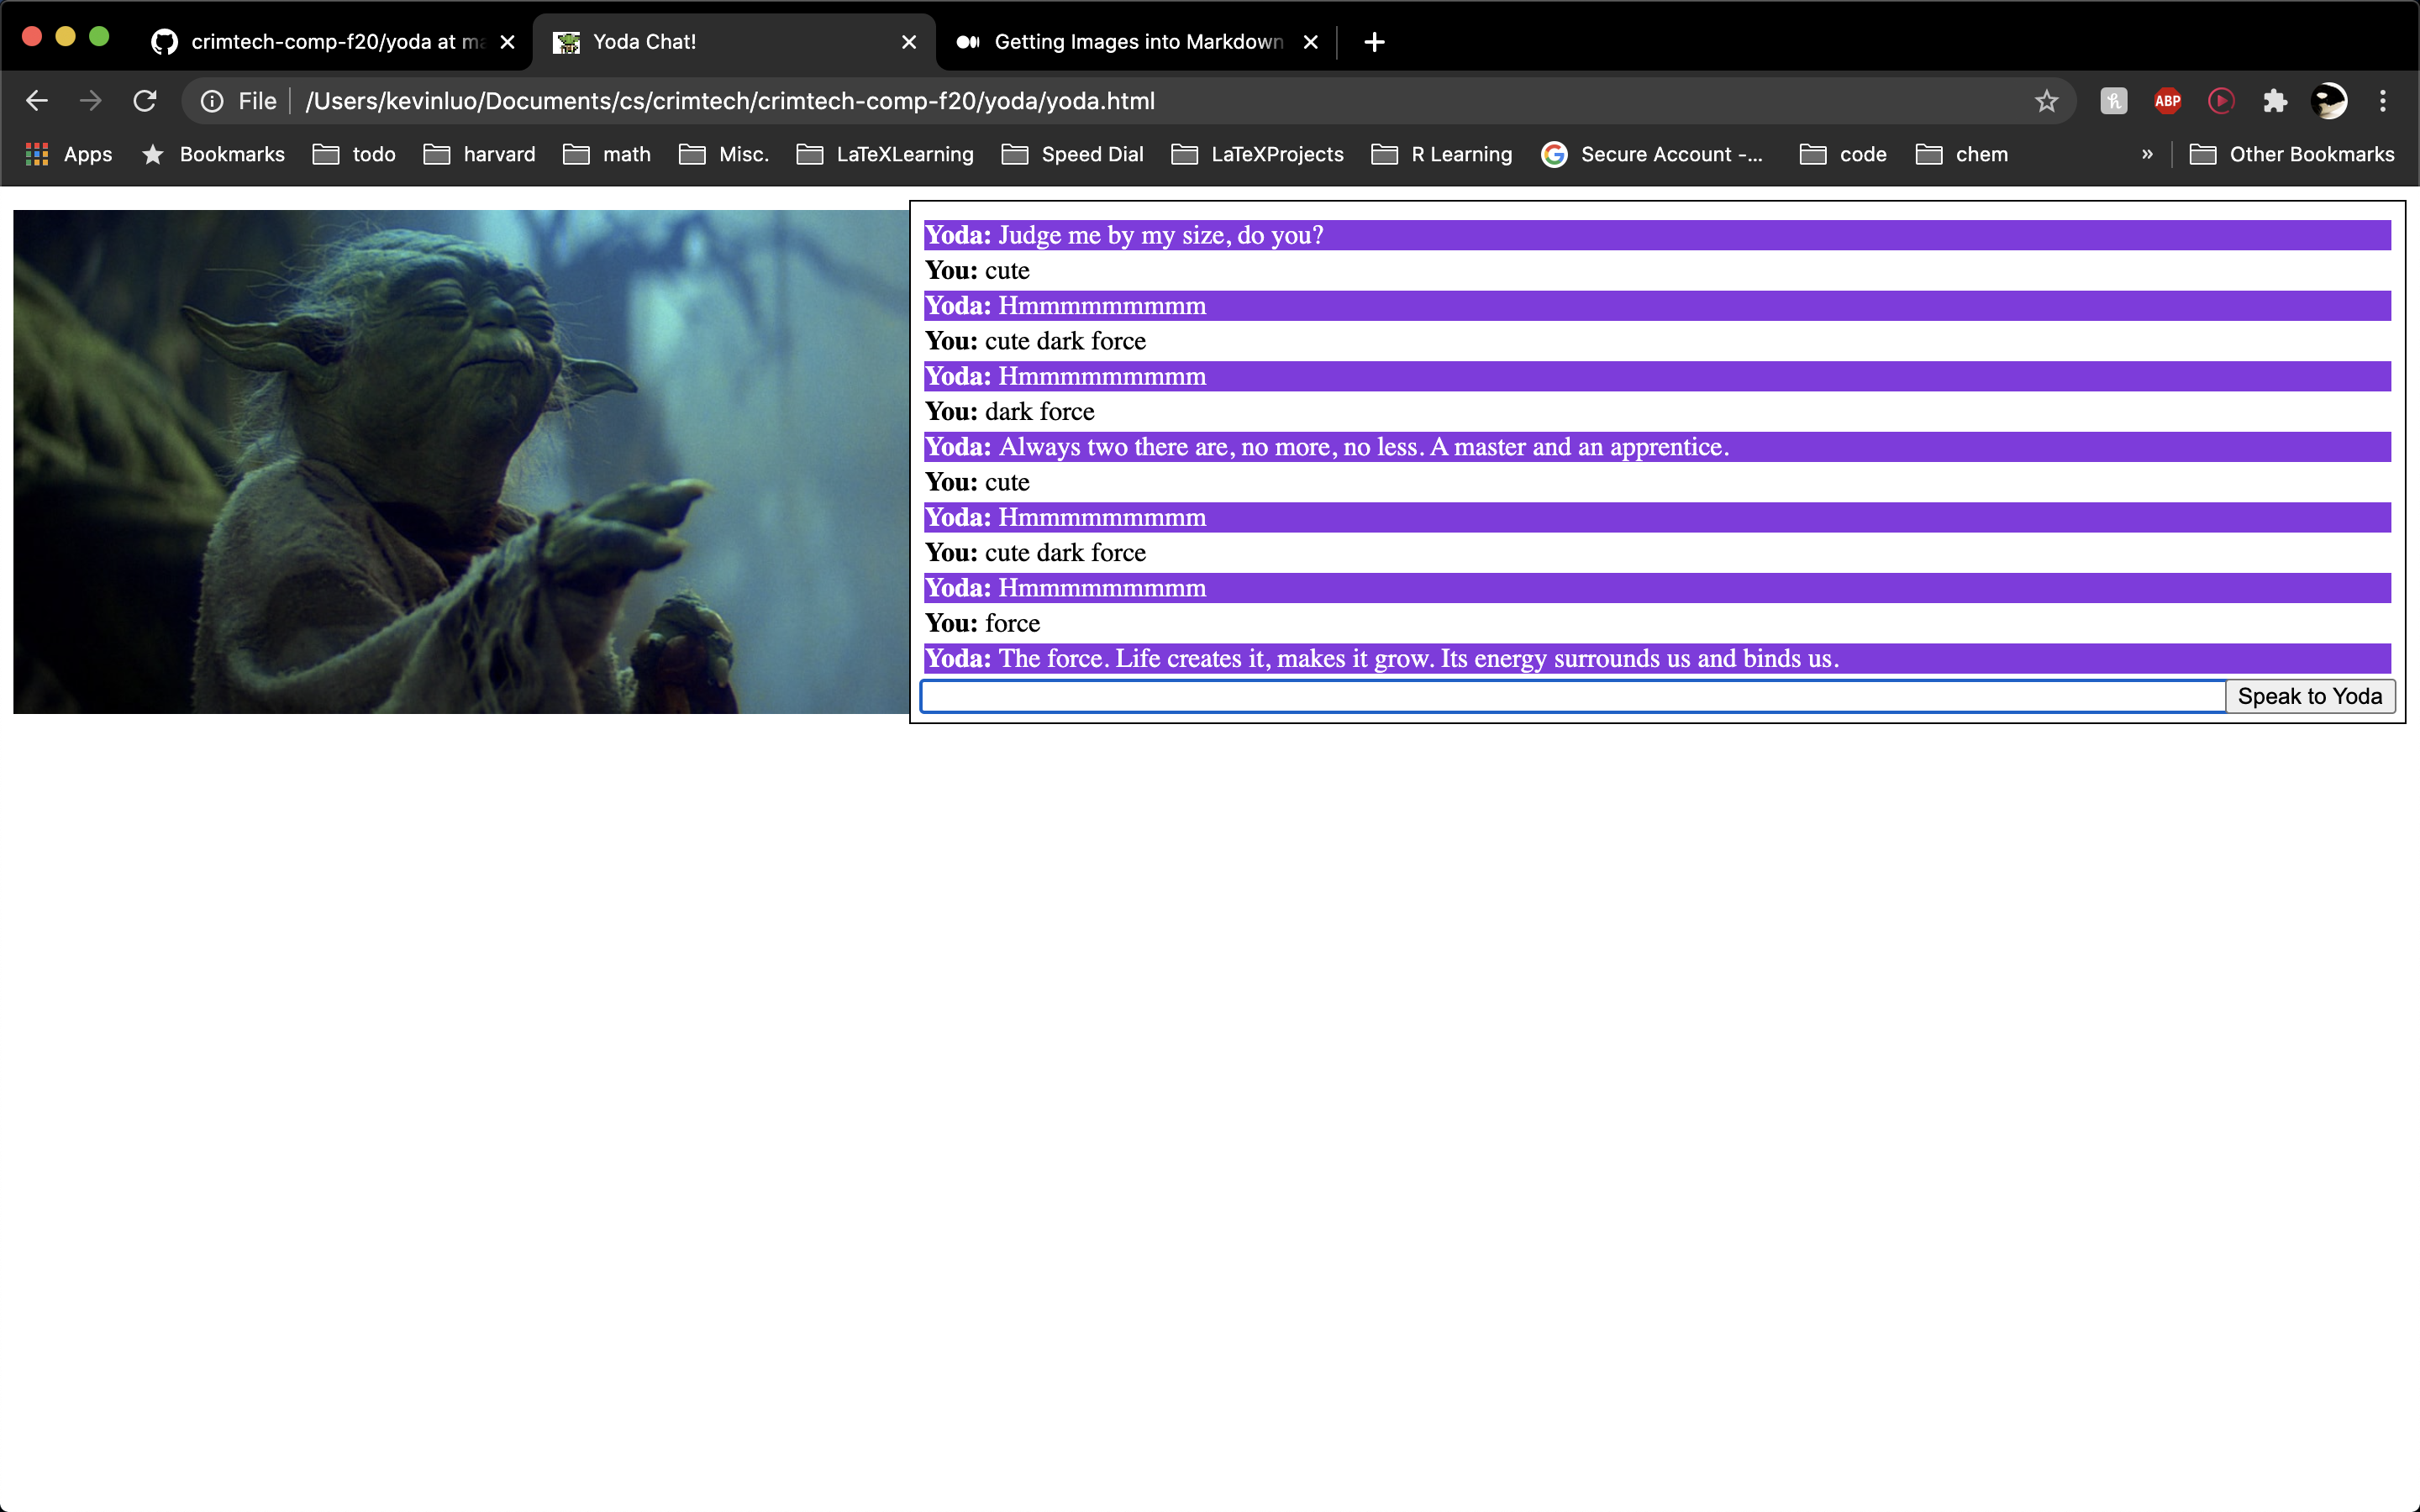 crimtech-comp-f20/yoda at ma
Yoda Chat!
Getting Images into Markdown
File /Users/kevinluo/Documents/cs/crimtech/crimtech-comp-f20/yoda/yoda.html
ABP
Apps Bookmarks todo harvard math Misc. LaTeXLearning Speed Dial LaTeXProjects R Learning Secure Account -... code chem » Other Bookmarks
Yoda: Judge me by my size, do you?
You: cute
Yoda: Hmmmmmmmmm
You: cute dark force
Yoda: Hmmmmmmmmm
You: dark force
Yoda: Always two there are, no more, no less. A master and an apprentice.
You: cute
Yoda: Hmmmmmmmmm
You: cute dark force
Yoda: Hmmmmmmmmm
You: force
Yoda: The force. Life creates it, makes it grow. Its energy surrounds us and binds us.
Speak to Yoda